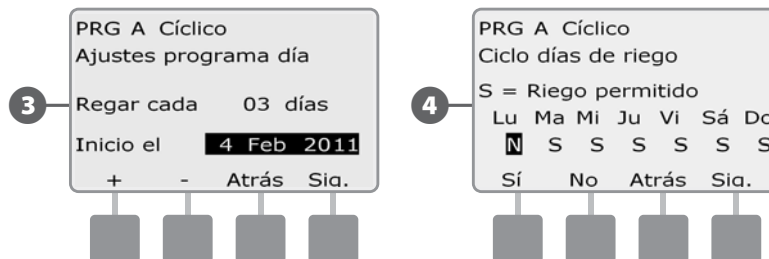 3
PRG A Cíclico
Ajustes programa día
Regar cada 03 días
Inicio el 4 Feb 2011
+ - Atrás Sig.
4
PRG A Cíclico
Ciclo días de riego
S = Riego permitido
Lu Ma Mi Ju Vi Sá Do
N S S S S S S
Sí No Atrás Sig.